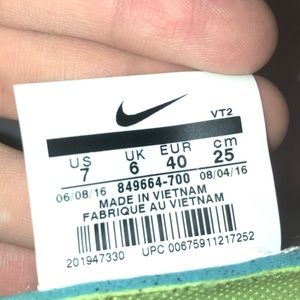 VT2
US UK EUR cm
7 6 40 25
06/08/16 849664-700 08/04/16
MADE IN VIETNAM
FABRIQUE AU VIETNAM
201947330 UPC 00675911217252